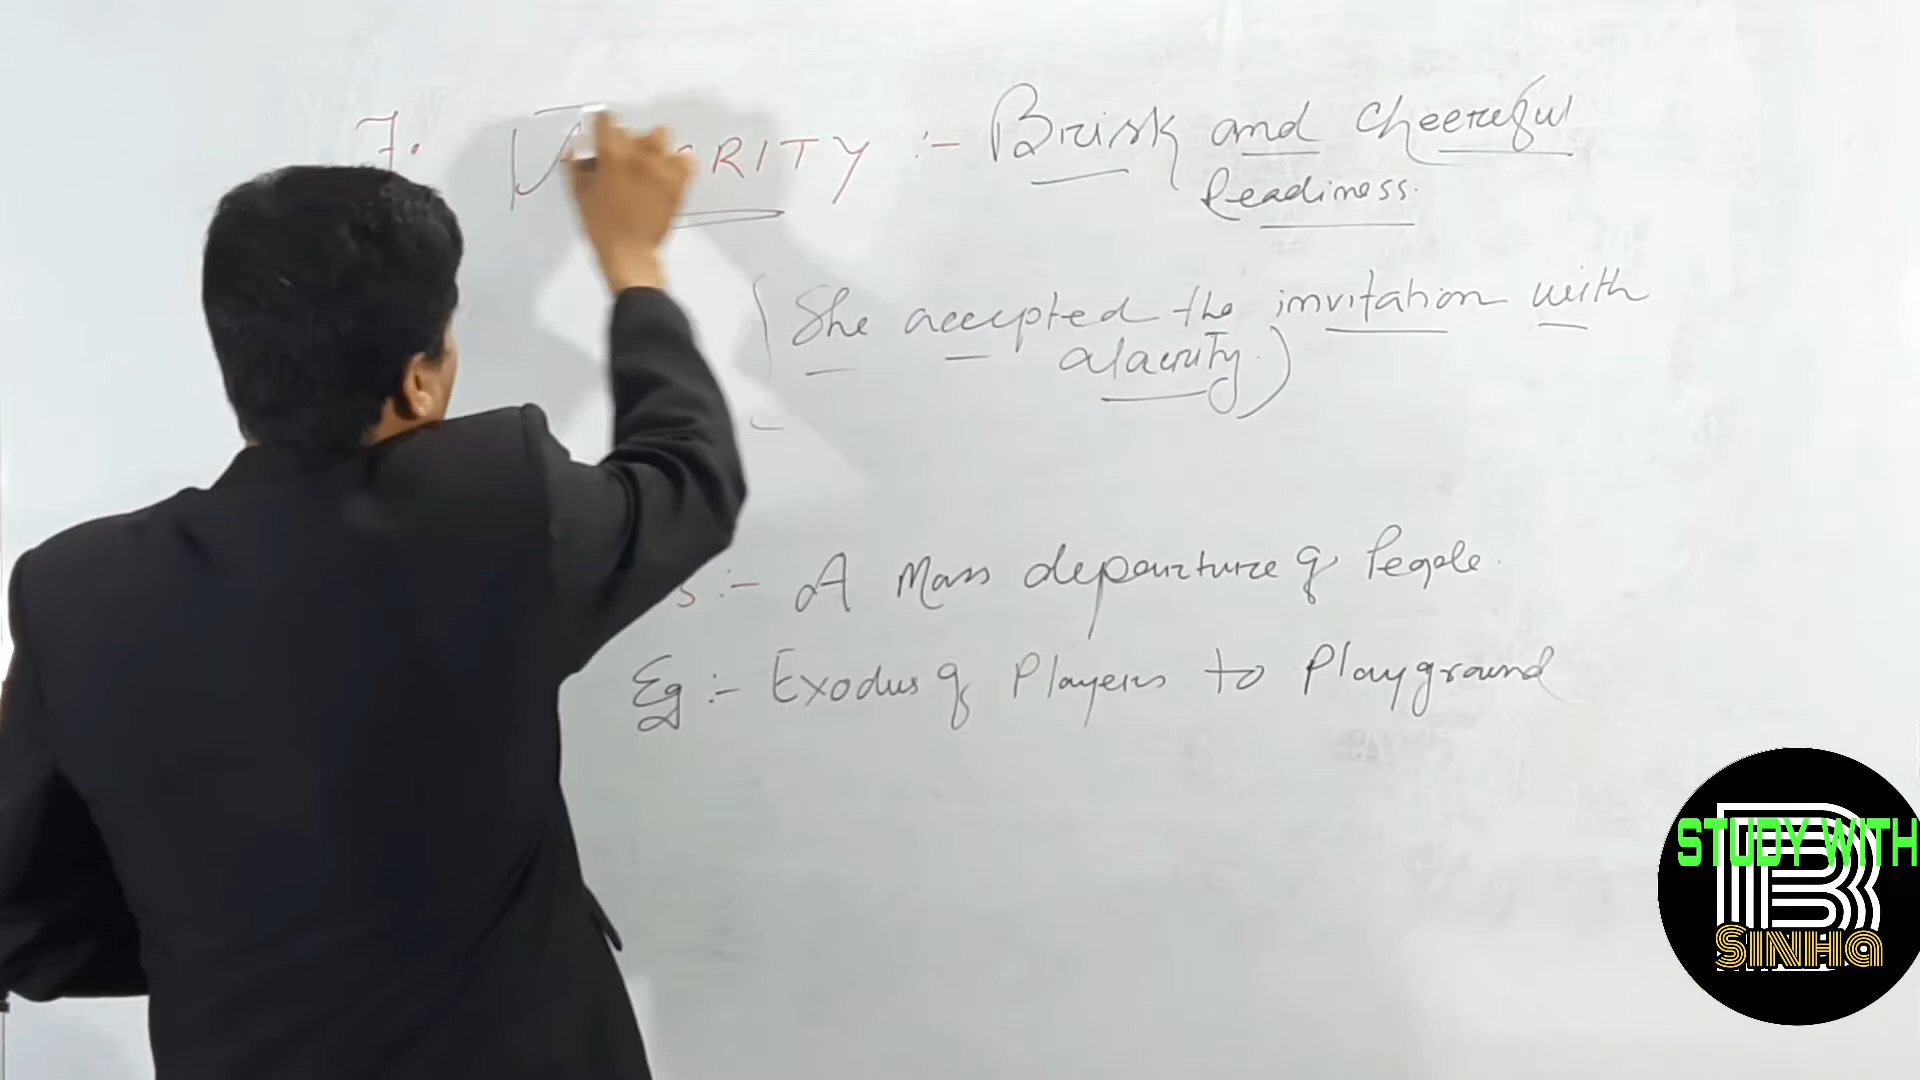 7. RITY :- Brisk and cheereful
Readiness.
(She accepted the invitation with
alacrity.)
s :- A Mass departure of People.
Eg :- Exodus of Players to Playground
STUDY WITH
B
SINHA